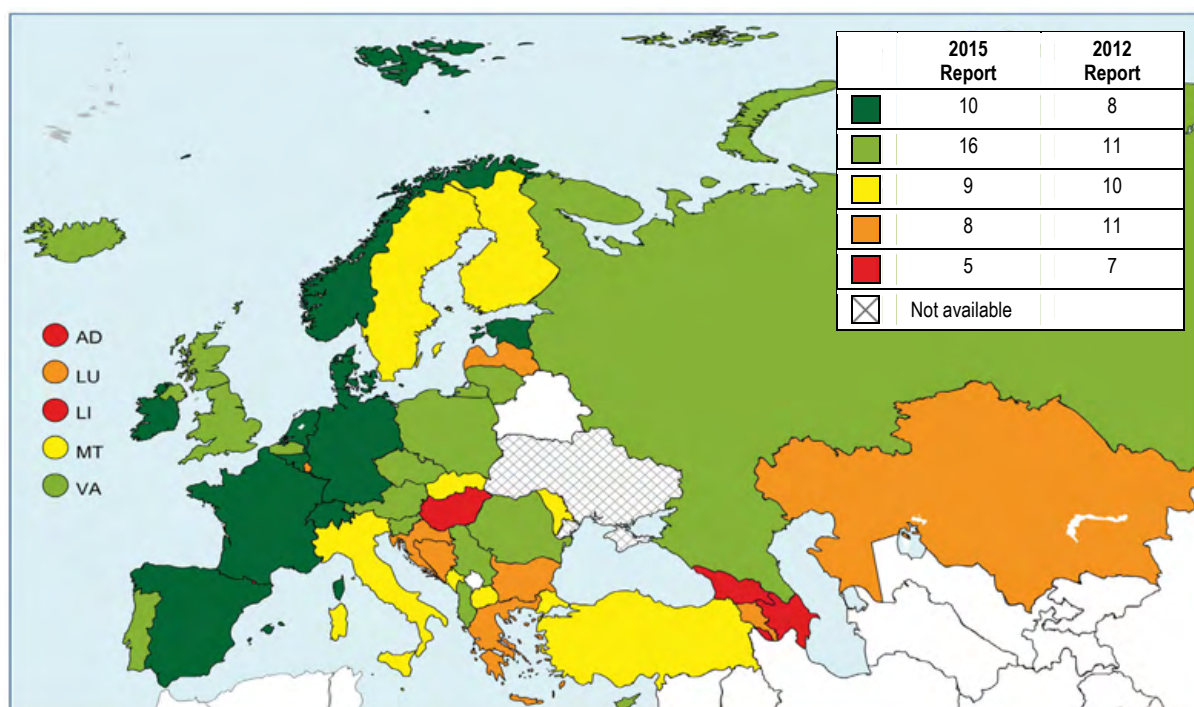 2015 Report
2012 Report
10 8
16 11
9 10
8 11
5 7
Not available
AD
LU
LI
MT
VA